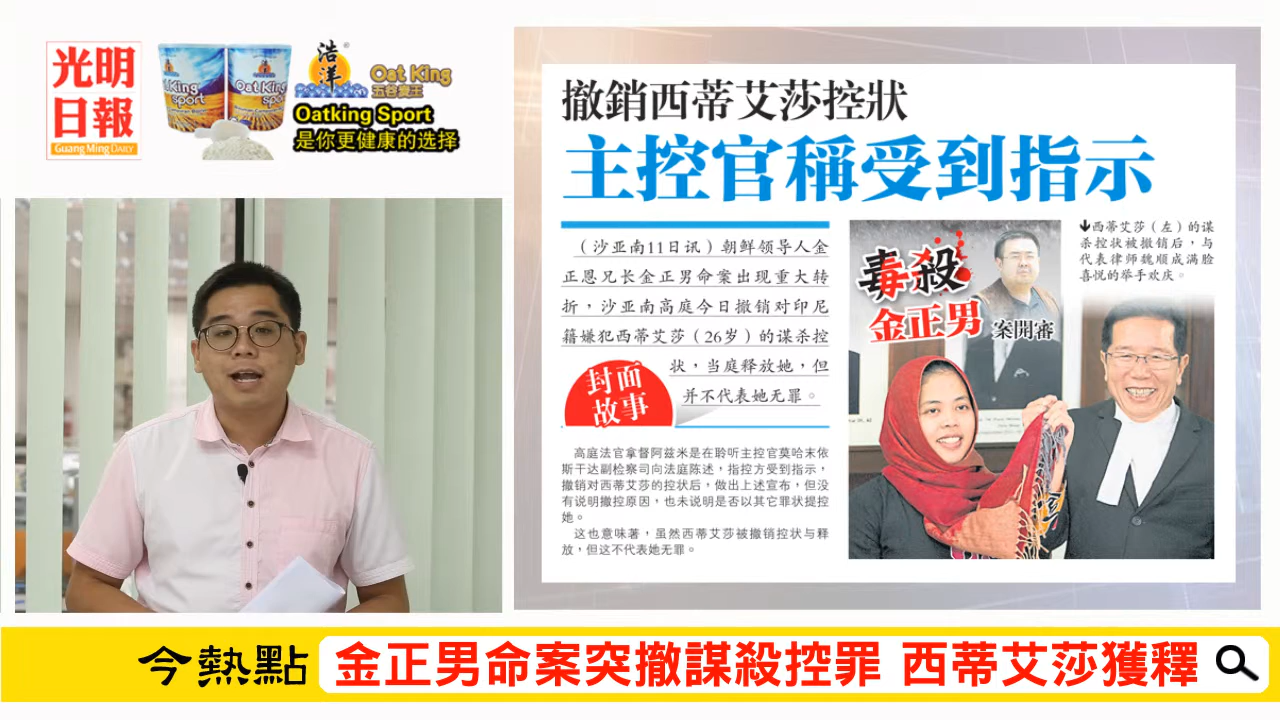 光明
日報
Guang Ming DAILY
Oat King
sport
Oat King
sport
浩洋
Oat King
五谷麦王
Oatking Sport
是你更健康的选择
撤銷西蒂艾莎控狀
主控官稱受到指示
（沙亚南11日讯）朝鲜领导人金
正恩兄长金正男命案出现重大转
折，沙亚南高庭今日撤销对印尼
籍嫌犯西蒂艾莎（26岁）的谋杀控
状，当庭释放她，但
并不代表她无罪。
封面
故事
高庭法官拿督阿兹米是在聆听主控官莫哈末依
斯干达副检察司向法庭陈述，指控方受到指示，
撤销对西蒂艾莎的控状后，做出上述宣布，但没
有说明撤控原因，也未说明是否以其它罪状提控
她。
这也意味著，虽然西蒂艾莎被撤销控状与释
放，但这不代表她无罪。
毒殺
金正男
案開審
西蒂艾莎（左）的谋
杀控状被撤销后，与
代表律师魏顺成满脸
喜悦的举手欢庆。
今熱點
金正男命案突撤謀殺控罪 西蒂艾莎獲釋